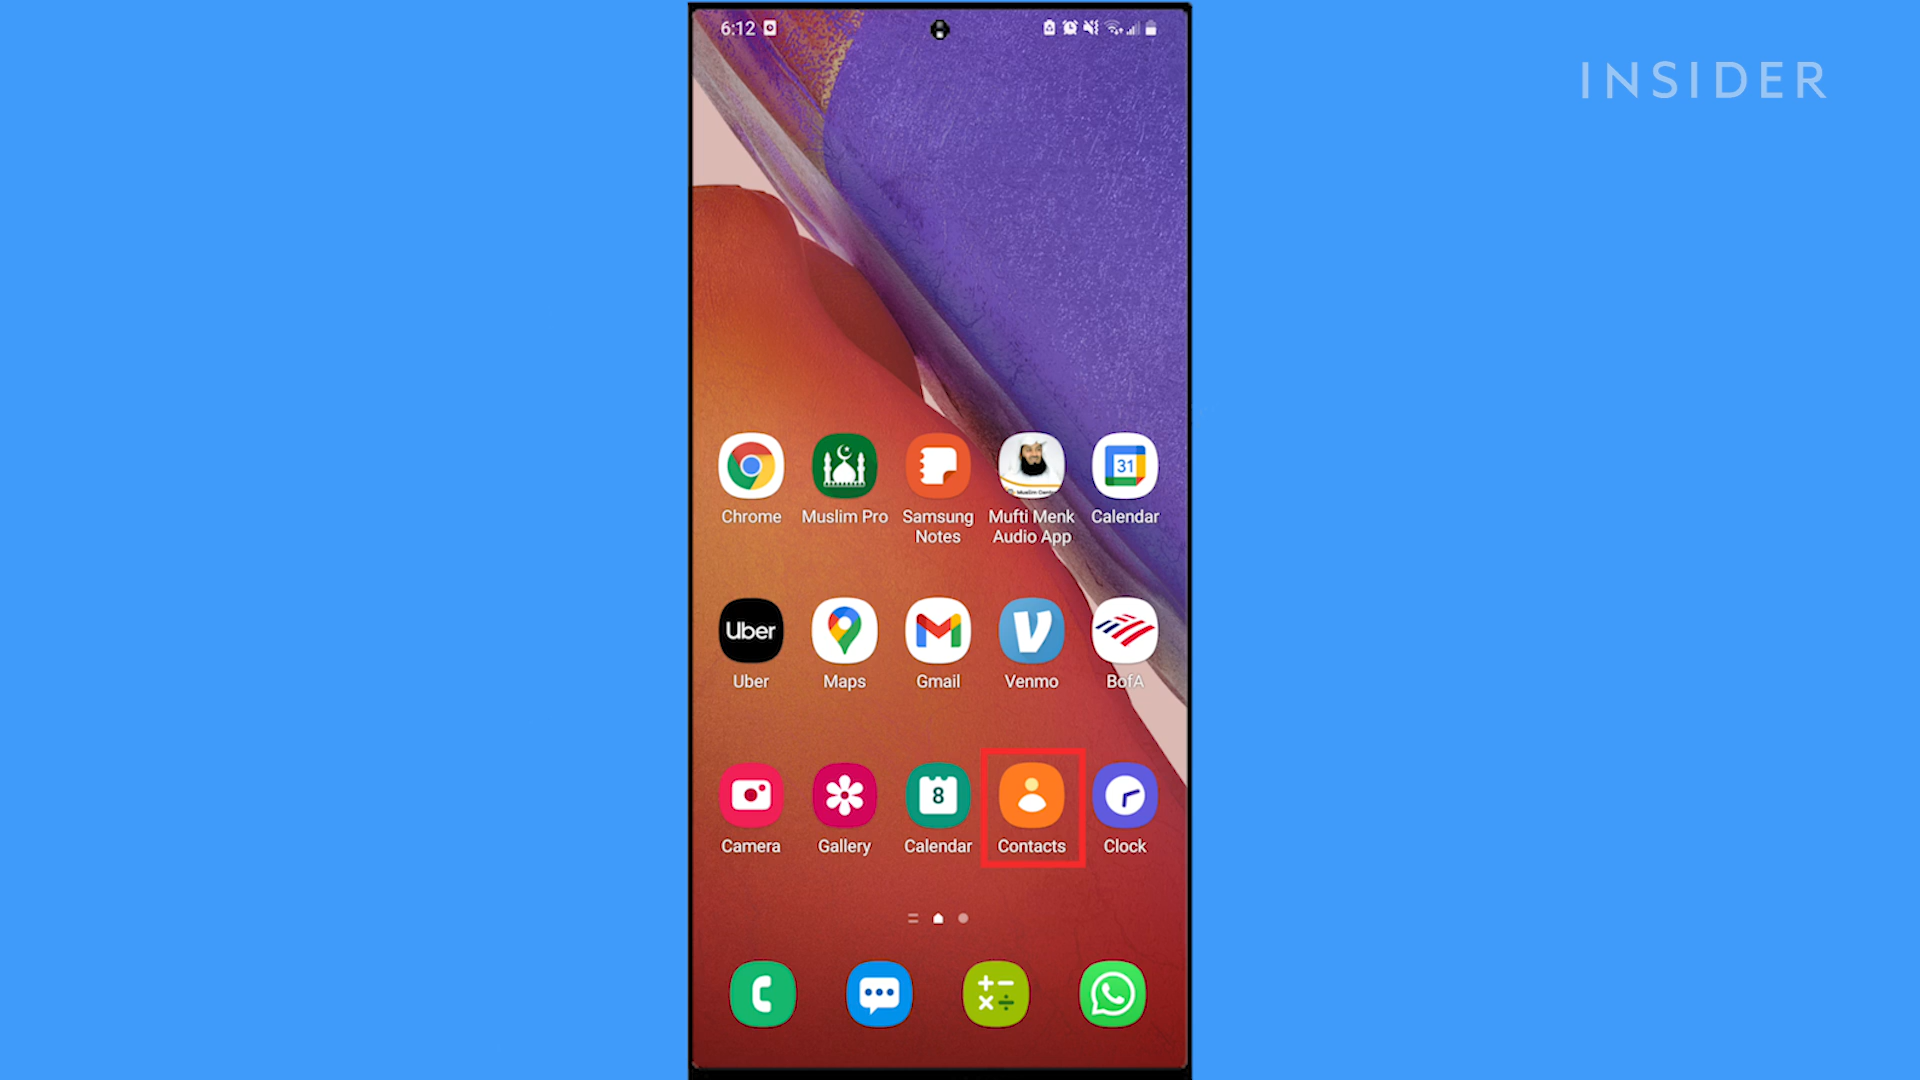 6:12
INSIDER
31
Chrome
Muslim Pro
Samsung
Notes
Mufti Menk
Audio App
Calendar
Uber
Uber
Maps
Gmail
Venmo
BofA
8
Camera
Gallery
Calendar
Contacts
Clock